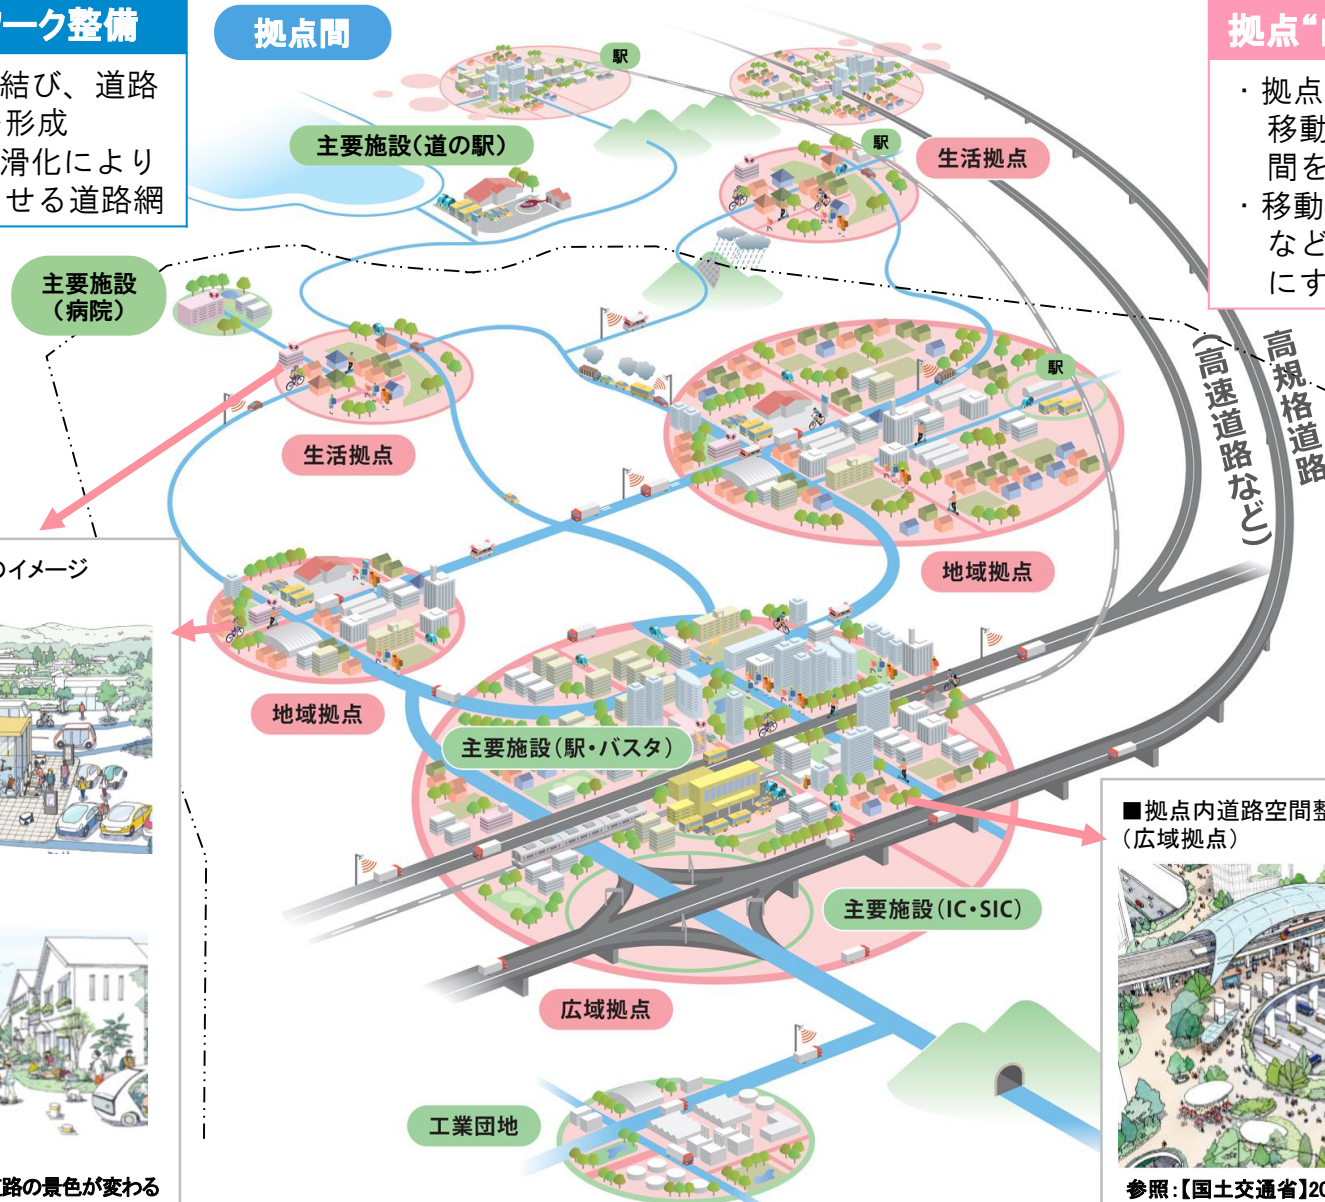 ワーク整備
結び、道路
形成
滑化により
せる道路網
拠点間
拠点“
・拠点
移動
間を
・移動
など
にす
駅
主要施設(道の駅)
駅
生活拠点
主要施設
(病院)
生活拠点
駅
高規格道路
(高速道路など)
地域拠点
のイメージ
地域拠点
主要施設(駅・バスタ)
主要施設(IC・SIC)
広域拠点
工業団地
■拠点内道路空間整
(広域拠点)
路の景色が変わる
参照:【国土交通省】20